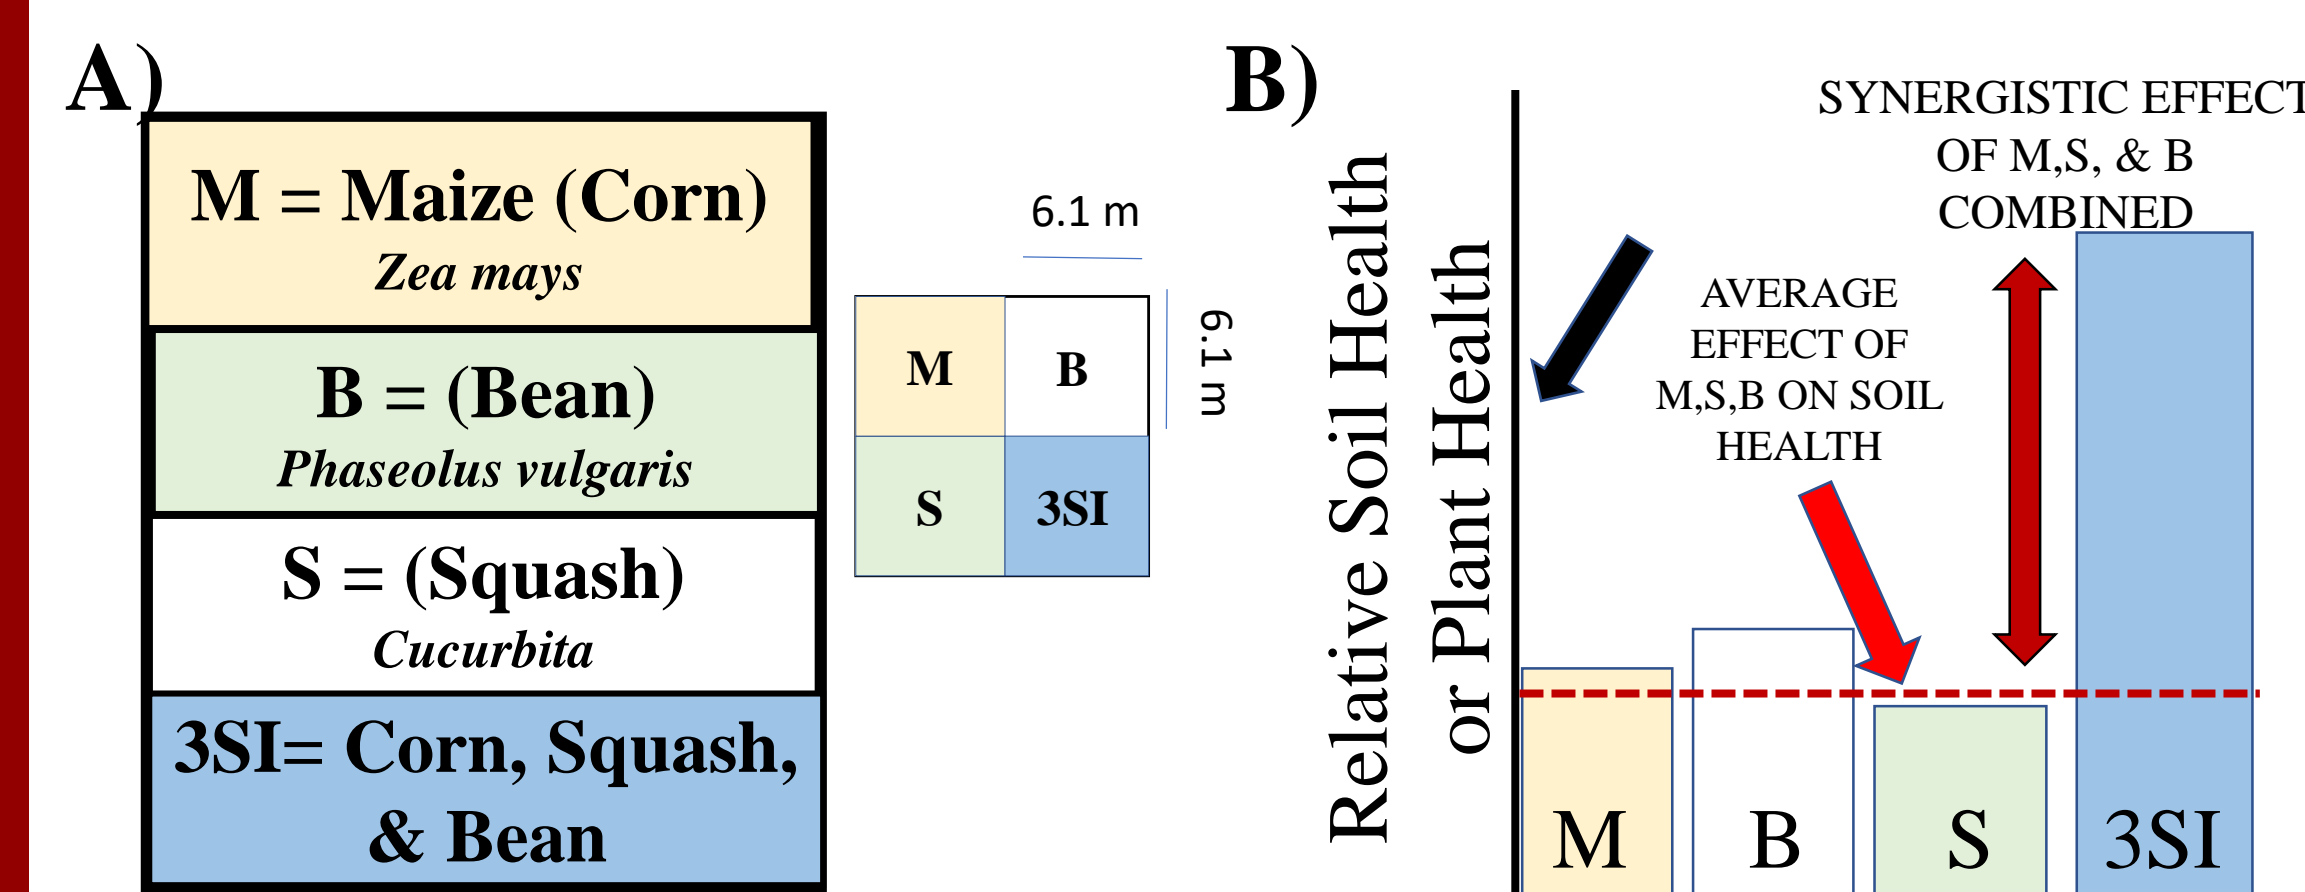 A)
M = Maize (Corn)
Zea mays
B = (Bean)
Phaseolus vulgaris
S = (Squash)
Cucurbita
3SI= Corn, Squash,
& Bean
6.1 m
6.1 m
M
B
S
3SI
B)
Relative Soil Health
or Plant Health
SYNERGISTIC EFFECT
OF M,S, & B
COMBINED
AVERAGE
EFFECT OF
M,S,B ON SOIL
HEALTH
M
B
S
3SI